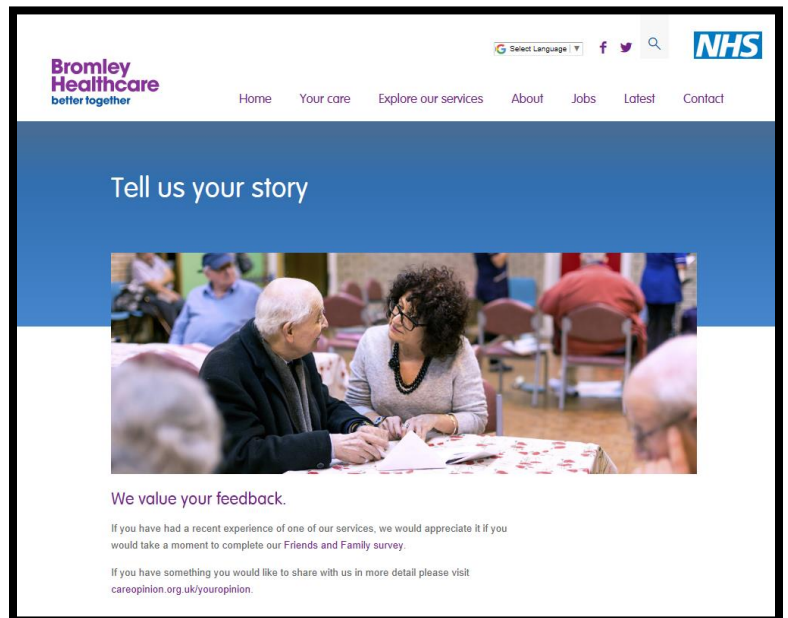 Select Language ▼
NHS
Bromley
Healthcare
better together
Home Your care Explore our services About Jobs Latest Contact
Tell us your story
We value your feedback.
If you have had a recent experience of one of our services, we would appreciate it if you
would take a moment to complete our Friends and Family survey.
If you have something you would like to share with us in more detail please visit
careopinion.org.uk/youropinion.